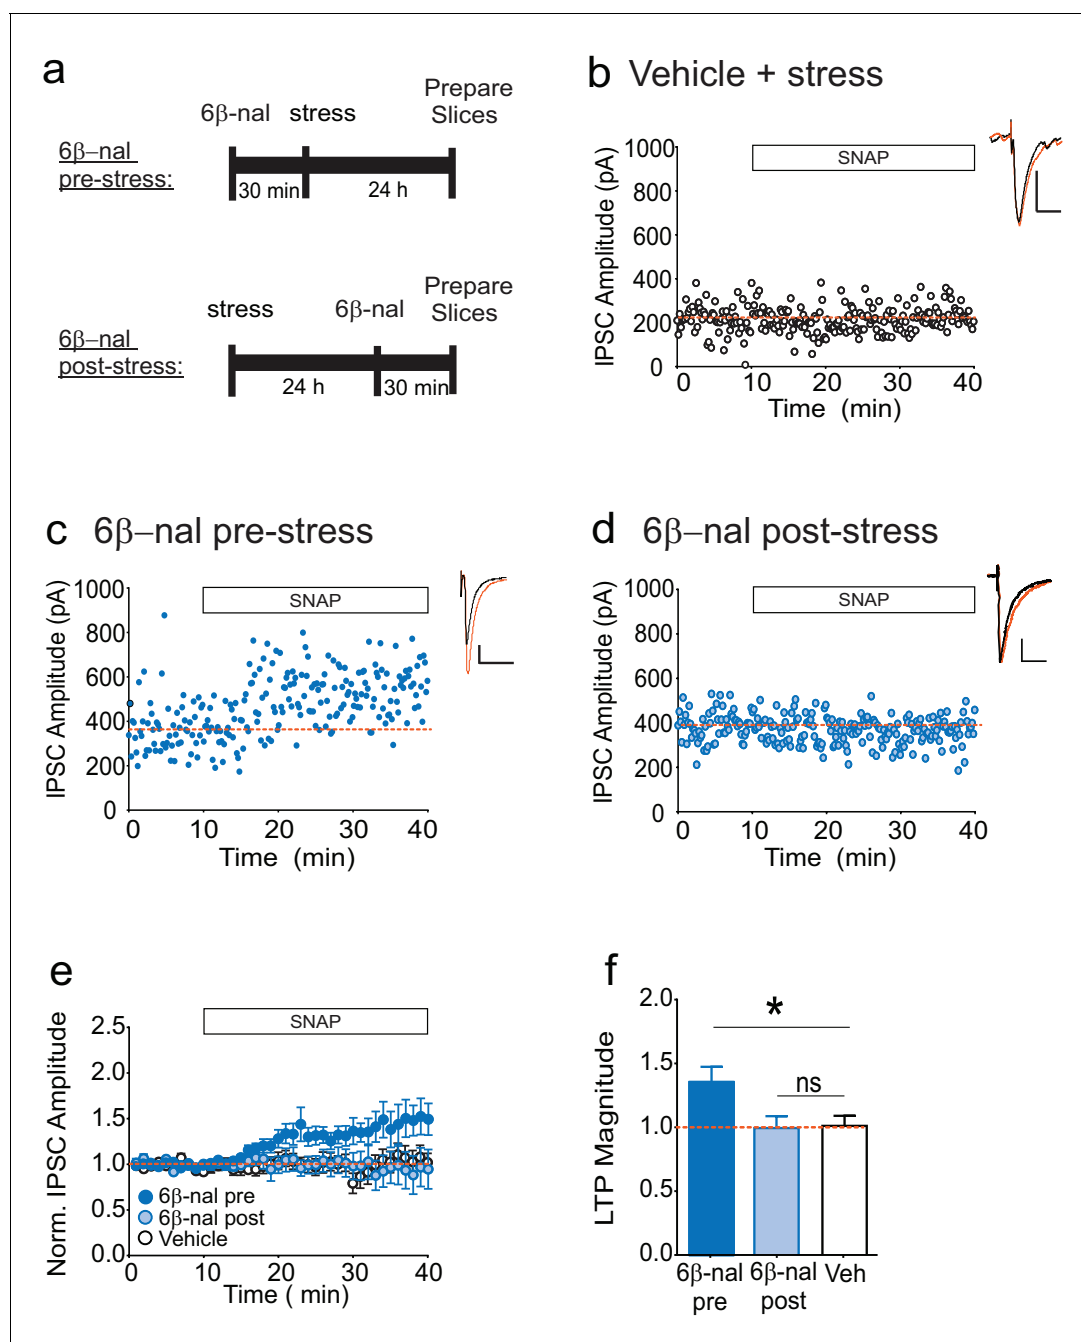 a
6β-nal stress Prepare
Slices
6β–nal
pre-stress:
30 min 24 h
stress 6β-nal Prepare
Slices
6β–nal
post-stress:
24 h 30 min
b Vehicle + stress
IPSC Amplitude (pA)
1000
800
600
400
200
0
SNAP
0 10 20 30 40
Time (min)
c 6β–nal pre-stress
IPSC Amplitude (pA)
1000
800
600
400
200
0
SNAP
0 10 20 30 40
Time (min)
d 6β–nal post-stress
IPSC Amplitude (pA)
1000
800
600
400
200
0
SNAP
0 10 20 30 40
Time (min)
e
Norm. IPSC Amplitude
2.5
2.0
1.5
1.0
0.5
0.0
SNAP
6β-nal pre
6β-nal post
Vehicle
0 10 20 30 40
Time ( min)
f
LTP Magnitude
2.0
1.5
1.0
0.5
0.0
*
ns
6β-nal
pre
6β-nal
post
Veh